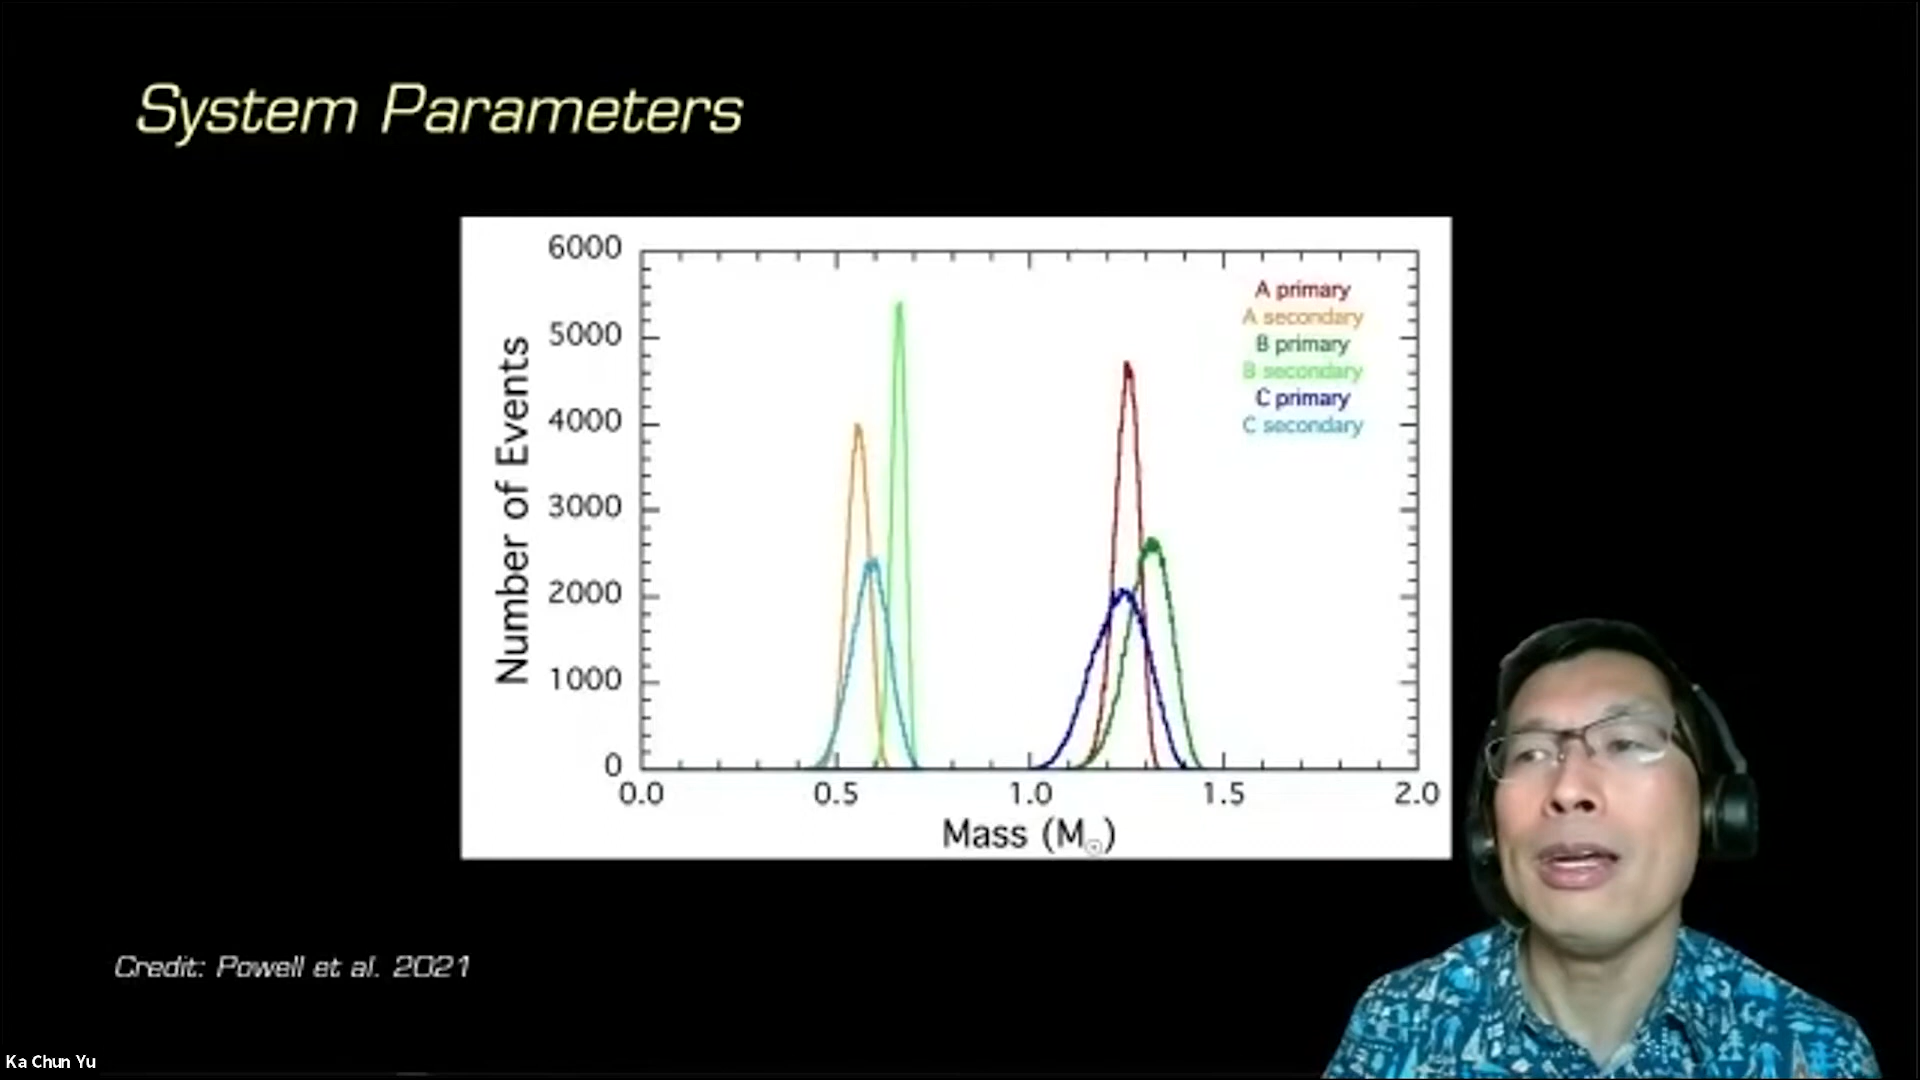 System Parameters
6000
5000
4000
3000
2000
1000
0
Number of Events
A primary
A secondary
B primary
B secondary
C primary
C secondary
0.0 0.5 1.0 1.5 2.0
Mass (M☉)
Credit: Powell et al. 2021
Ka Chun Yu